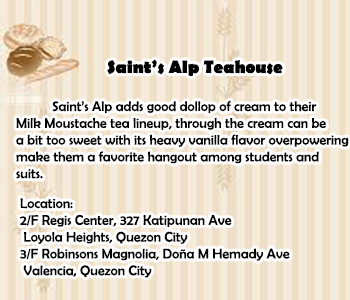 Saint's Alp Teahouse
Saint's Alp adds good dollop of cream to their
Milk Moustache tea lineup, through the cream can be
a bit too sweet with its heavy vanilla flavor overpowering
make them a favorite hangout among students and
suits.
Location:
2/F Regis Center, 327 Katipunan Ave
Loyola Heights, Quezon City
3/F Robinsons Magnolia, Doña M Hemady Ave
Valencia, Quezon City